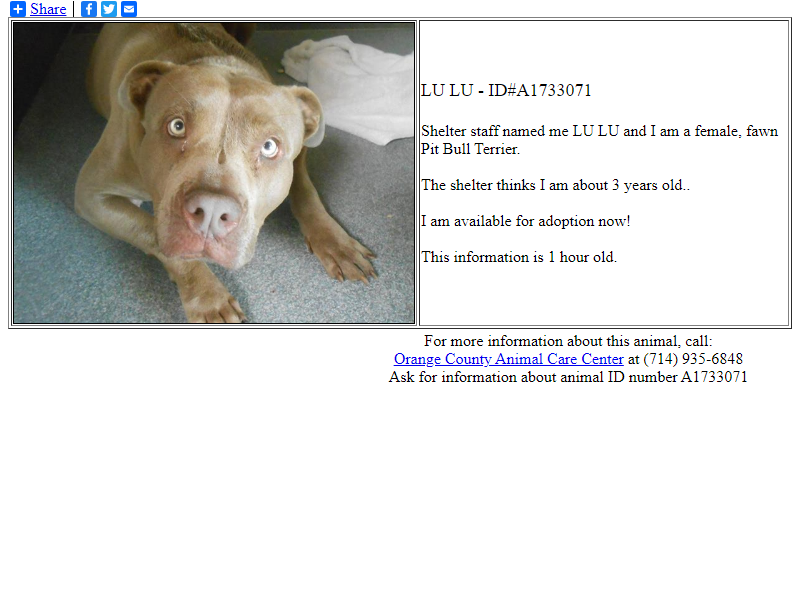 Share |
LU LU - ID#A1733071
Shelter staff named me LU LU and I am a female, fawn
Pit Bull Terrier.
The shelter thinks I am about 3 years old..
I am available for adoption now!
This information is 1 hour old.
For more information about this animal, call:
Orange County Animal Care Center at (714) 935-6848
Ask for information about animal ID number A1733071